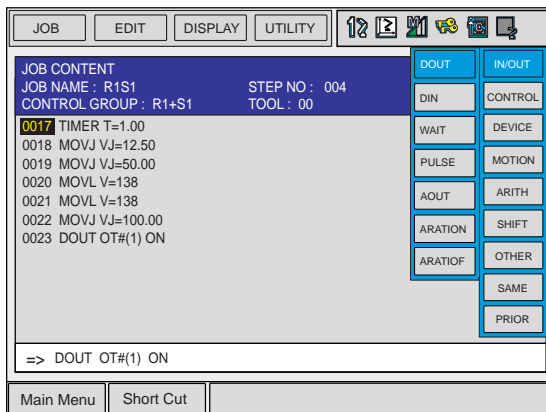 JOB EDIT DISPLAY UTILITY
JOB CONTENT
JOB NAME : R1S1 STEP NO : 004
CONTROL GROUP : R1+S1 TOOL : 00
0017 TIMER T=1.00
0018 MOVJ VJ=12.50
0019 MOVJ VJ=50.00
0020 MOVL V=138
0021 MOVL V=138
0022 MOVJ VJ=100.00
0023 DOUT OT#(1) ON
DOUT
DIN
WAIT
PULSE
AOUT
ARATION
ARATIOF
IN/OUT
CONTROL
DEVICE
MOTION
ARITH
SHIFT
OTHER
SAME
PRIOR
=> DOUT OT#(1) ON
Main Menu Short Cut